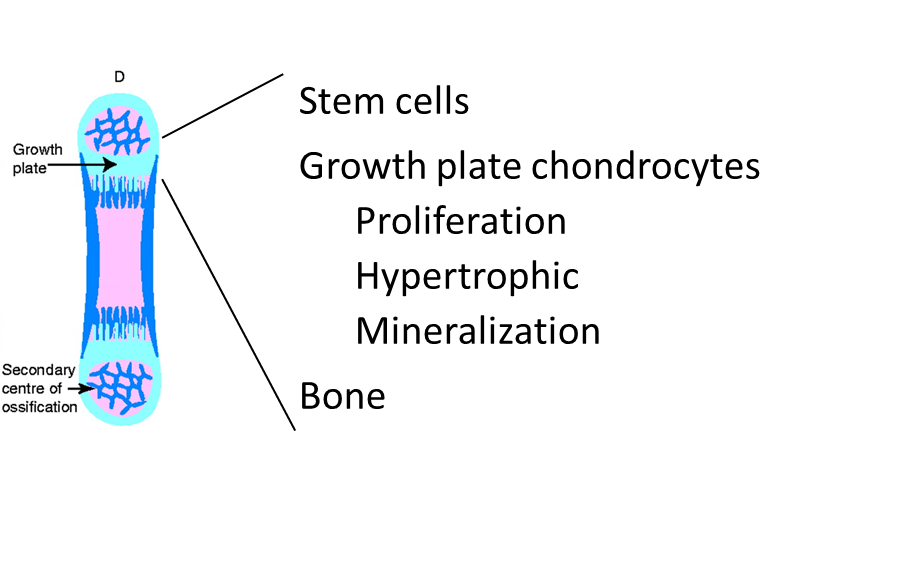 D
Growth
plate
Secondary
centre of
ossification
Stem cells
Growth plate chondrocytes
Proliferation
Hypertrophic
Mineralization
Bone